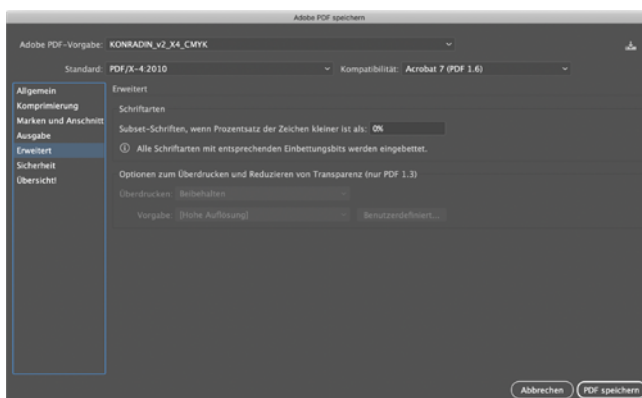 Adobe PDF speichern
Adobe PDF-Vorgabe: KONRADIN_v2_X4_CMYK
Standard: PDF/X-4:2010 Kompatibilität: Acrobat 7 (PDF 1.6)
Allgemein
Komprimierung
Marken und Anschnitt
Ausgabe
Erweitert
Sicherheit
Übersicht!
Erweitert
Schriftarten
Subset-Schriften, wenn Prozentsatz der Zeichen kleiner ist als: 0%
Alle Schriftarten mit entsprechenden Einbettungsbits werden eingebettet.
Optionen zum Überdrucken und Reduzieren von Transparenz (nur PDF 1.3)
Überdrucken: Beibehalten
Vorgabe: [Hohe Auflösung] Benutzerdefiniert...
Abbrechen PDF speichern